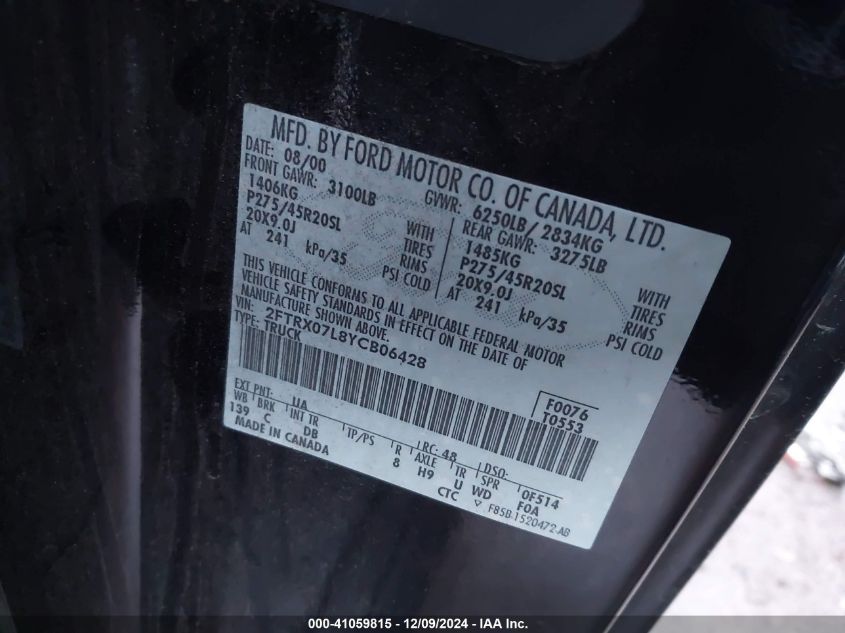 MFD. BY FORD MOTOR CO. OF CANADA, LTD.
DATE: 08/00 GVWR: 6250LB/ 2834KG
FRONT GAWR: 3100LB REAR GAWR: 3275LB
1406KG WITH 1485KG WITH
P275/45R20SL TIRES P275/45R20SL TIRES
20X9.0J RIMS 20X9.0J RIMS
AT 241 kPa/35 PSI COLD AT 241 kPa/35 PSI COLD
THIS VEHICLE CONFORMS TO ALL APPLICABLE FEDERAL MOTOR
VEHICLE SAFETY STANDARDS IN EFFECT ON THE DATE OF
MANUFACTURE SHOWN ABOVE.
VIN: 2FTRX07L8YCB06428
TYPE: TRUCK
F0076
T0553
EXT PNT: UA RC: 48 DSO:
WB BRK INT TR TP/PS R AXLE TR SPR 0F514
139 C DB 8 H9 U WD F0A
MADE IN CANADA CTC F85B-1520472-AB
000-41059815 - 12/09/2024 - IAA Inc.